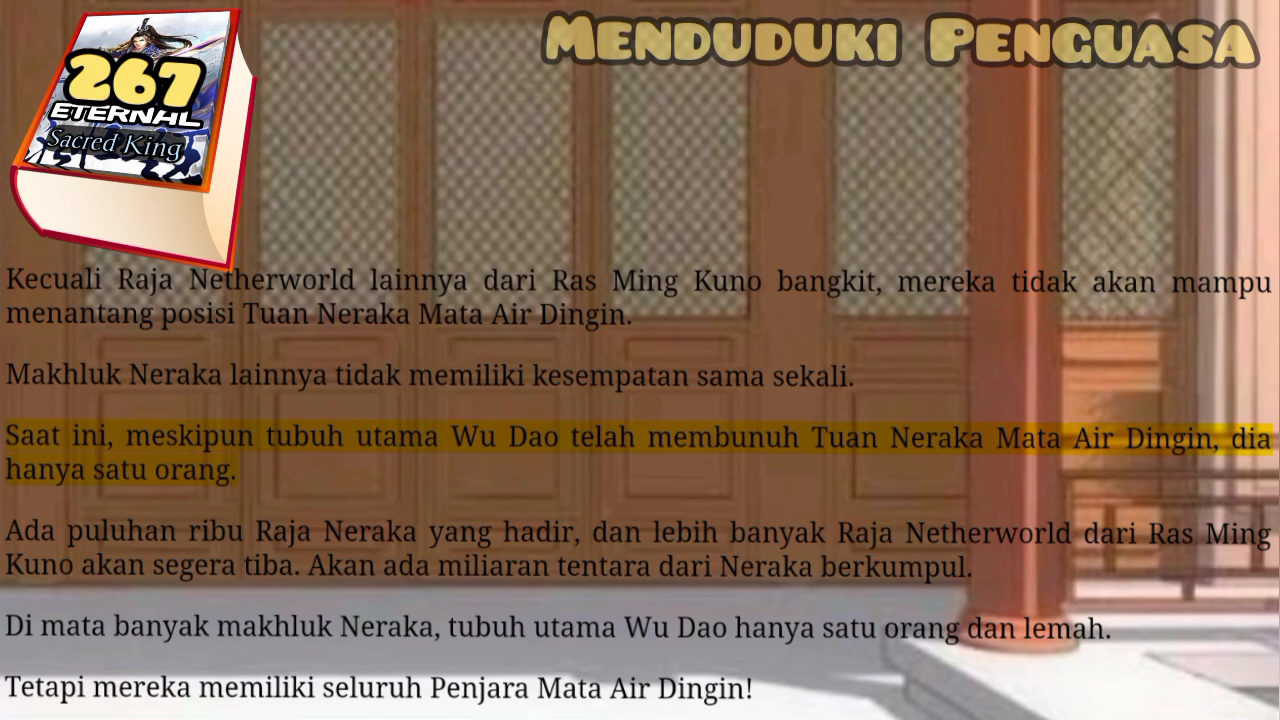 267
ETERNAL
Sacred King
MENDUDUKI PENGUASA
Kecuali Raja Netherworld lainnya dari Ras Ming Kuno bangkit, mereka tidak akan mampu
menantang posisi Tuan Neraka Mata Air Dingin.
Makhluk Neraka lainnya tidak memiliki kesempatan sama sekali.
Saat ini, meskipun tubuh utama Wu Dao telah membunuh Tuan Neraka Mata Air Dingin, dia
hanya satu orang.
Ada puluhan ribu Raja Neraka yang hadir, dan lebih banyak Raja Netherworld dari Ras Ming
Kuno akan segera tiba. Akan ada miliaran tentara dari Neraka berkumpul.
Di mata banyak makhluk Neraka, tubuh utama Wu Dao hanya satu orang dan lemah.
Tetapi mereka memiliki seluruh Penjara Mata Air Dingin!